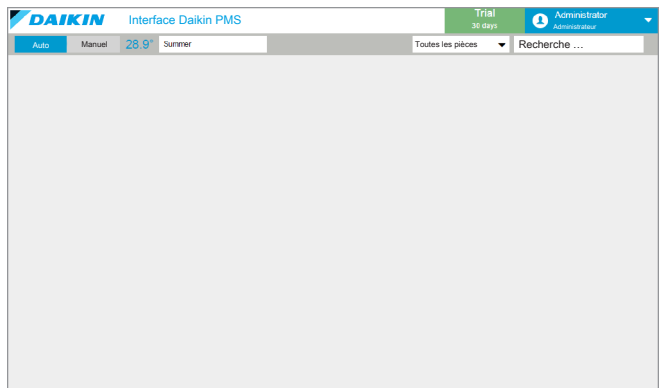 DAIKIN Interface Daikin PMS
Trial
30 days
Administrator
Administrateur
Auto Manuel 28.9° Summer Toutes les pièces Recherche ...